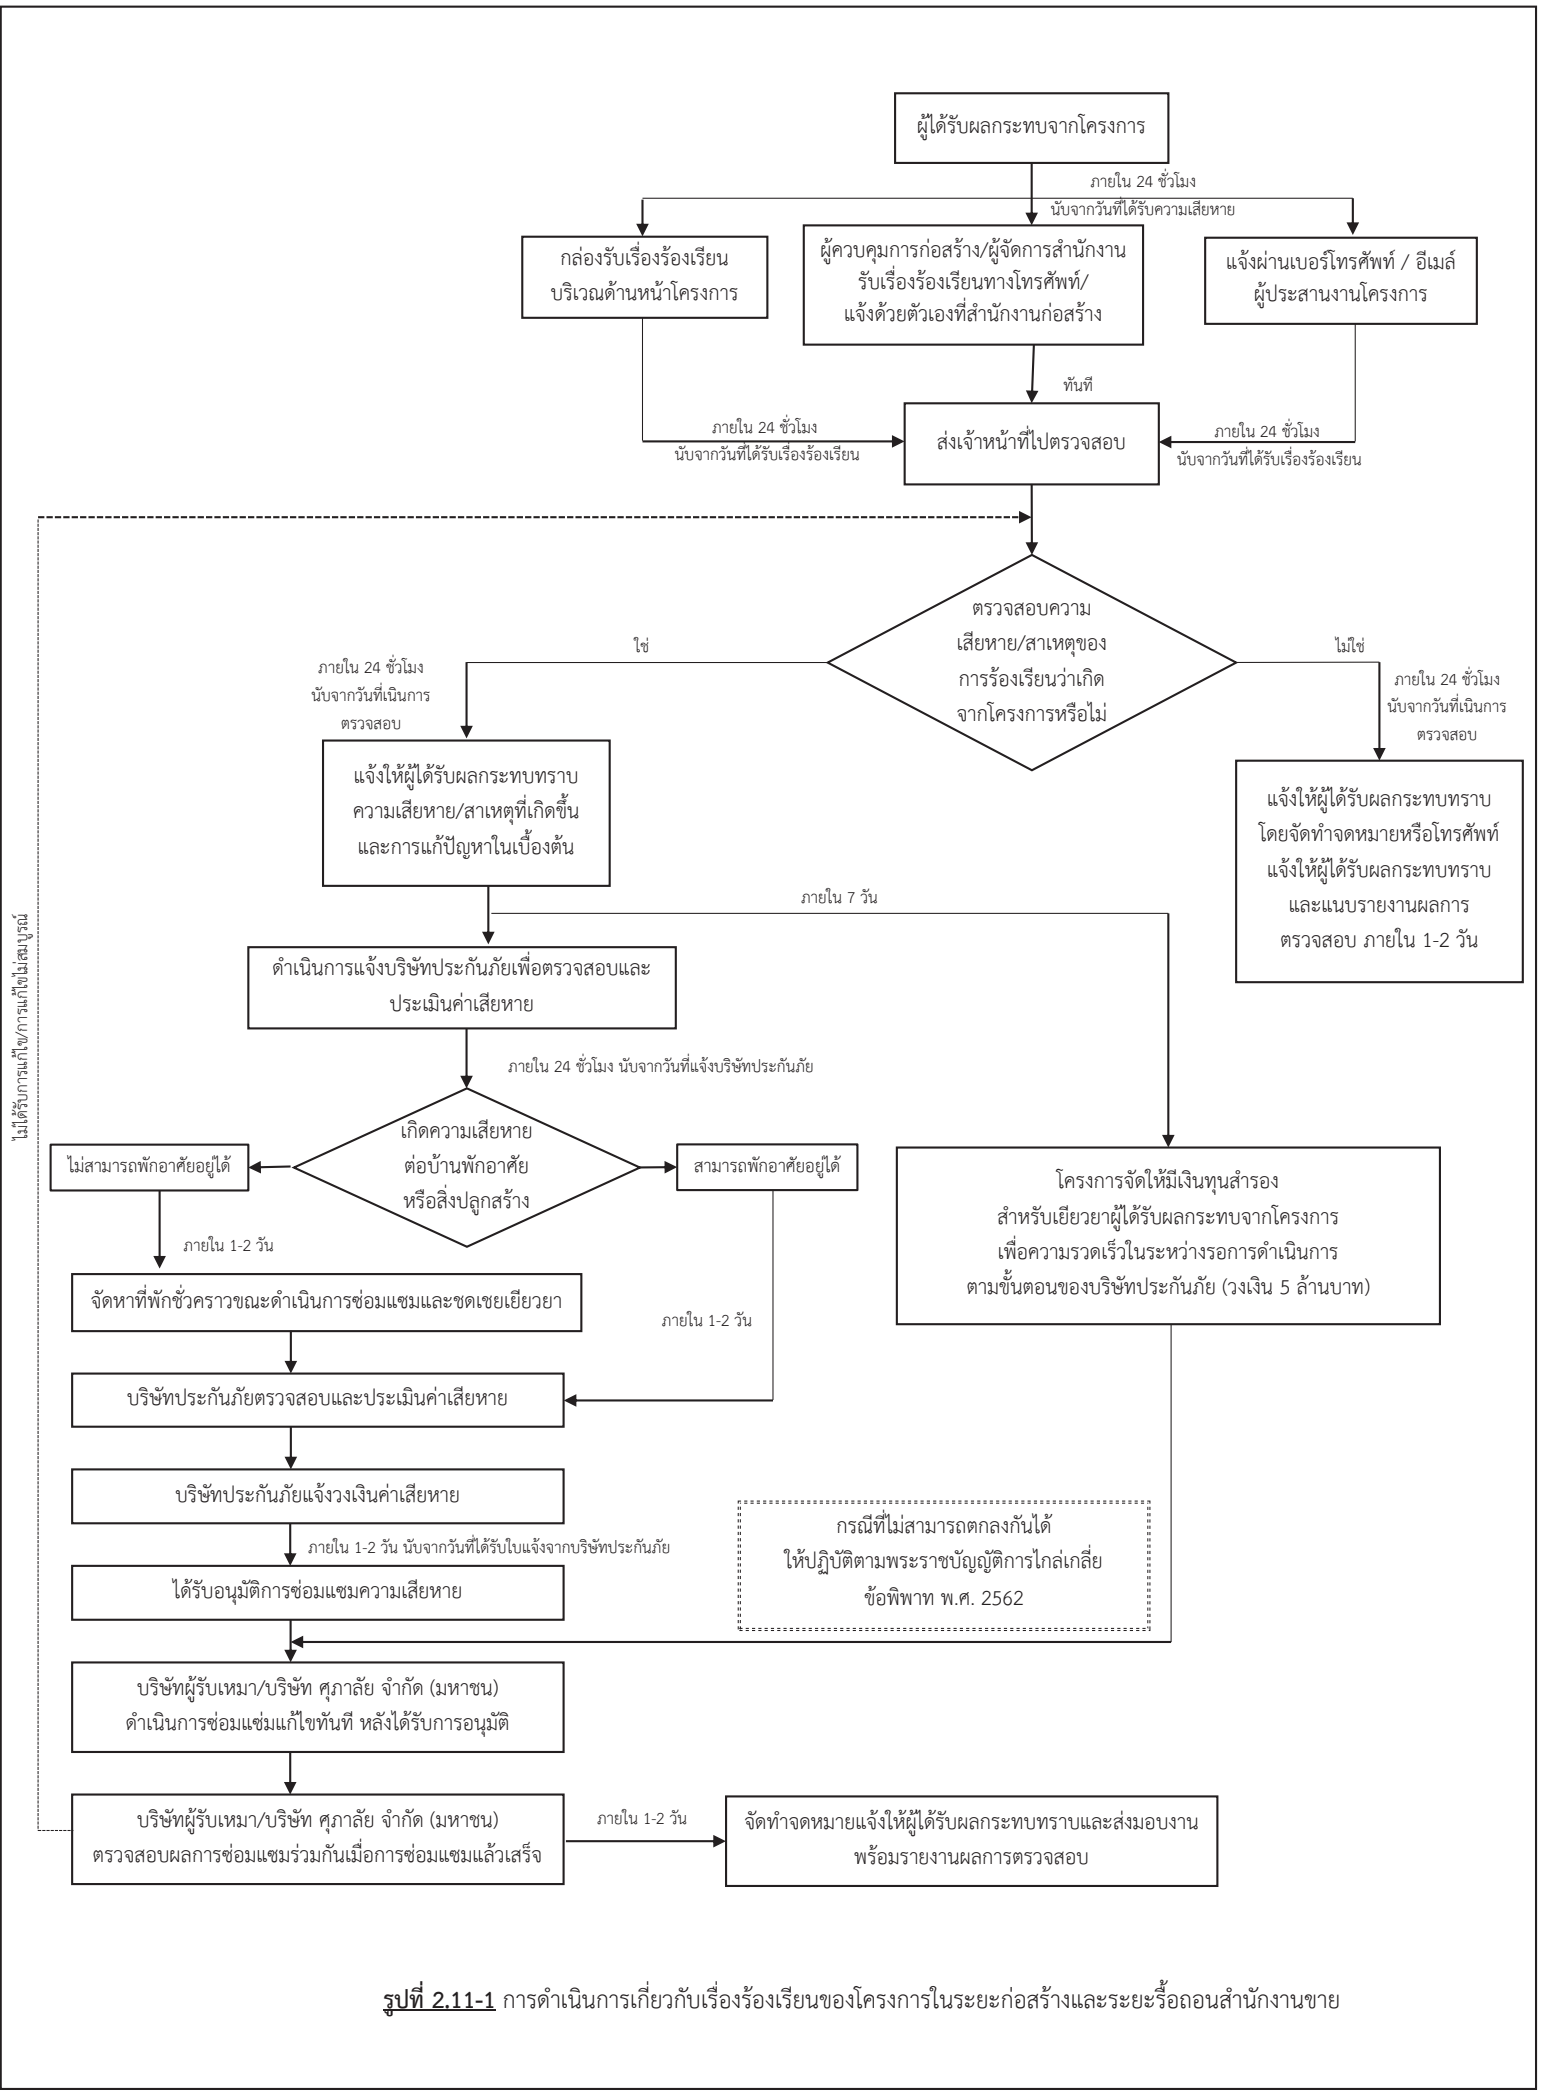 ผู้ได้รับผลกระทบจากโครงการ
ภายใน 24 ชั่วโมง
นับจากวันที่ได้รับความเสียหาย
กล่องรับเรื่องร้องเรียน
บริเวณด้านหน้าโครงการ
ผู้ควบคุมการก่อสร้าง/ผู้จัดการสำนักงาน
รับเรื่องร้องเรียนทางโทรศัพท์/
แจ้งด้วยตัวเองที่สำนักงานก่อสร้าง
แจ้งผ่านเบอร์โทรศัพท์ / อีเมล์
ผู้ประสานงานโครงการ
ทันที
ภายใน 24 ชั่วโมง
นับจากวันที่ได้รับเรื่องร้องเรียน
ส่งเจ้าหน้าที่ไปตรวจสอบ
ภายใน 24 ชั่วโมง
นับจากวันที่ได้รับเรื่องร้องเรียน
ตรวจสอบความ
เสียหาย/สาเหตุของ
การร้องเรียนว่าเกิด
จากโครงการหรือไม่
ใช่
ภายใน 24 ชั่วโมง
นับจากวันที่เนินการ
ตรวจสอบ
ไม่ใช่
ภายใน 24 ชั่วโมง
นับจากวันที่เนินการ
ตรวจสอบ
แจ้งให้ผู้ได้รับผลกระทบทราบ
ความเสียหาย/สาเหตุที่เกิดขึ้น
และการแก้ปัญหาในเบื้องต้น
แจ้งให้ผู้ได้รับผลกระทบทราบ
โดยจัดทำจดหมายหรือโทรศัพท์
แจ้งให้ผู้ได้รับผลกระทบทราบ
และแนบรายงานผลการ
ตรวจสอบ ภายใน 1-2 วัน
ภายใน 7 วัน
ดำเนินการแจ้งบริษัทประกันภัยเพื่อตรวจสอบและ
ประเมินค่าเสียหาย
ภายใน 24 ชั่วโมง นับจากวันที่แจ้งบริษัทประกันภัย
ไม่ได้รับการแก้ไข/การแก้ไขไม่สมบูรณ์
เกิดความเสียหาย
ต่อบ้านพักอาศัย
หรือสิ่งปลูกสร้าง
ไม่สามารถพักอาศัยอยู่ได้
สามารถพักอาศัยอยู่ได้
โครงการจัดให้มีเงินทุนสำรอง
สำหรับเยียวยาผู้ได้รับผลกระทบจากโครงการ
เพื่อความรวดเร็วในระหว่างรอการดำเนินการ
ตามขั้นตอนของบริษัทประกันภัย (วงเงิน 5 ล้านบาท)
ภายใน 1-2 วัน
จัดหาที่พักชั่วคราวขณะดำเนินการซ่อมแซมและชดเชยเยียวยา
ภายใน 1-2 วัน
บริษัทประกันภัยตรวจสอบและประเมินค่าเสียหาย
บริษัทประกันภัยแจ้งวงเงินค่าเสียหาย
ภายใน 1-2 วัน นับจากวันที่ได้รับใบแจ้งจากบริษัทประกันภัย
กรณีที่ไม่สามารถตกลงกันได้
ให้ปฏิบัติตามพระราชบัญญัติการไกล่เกลี่ย
ข้อพิพาท พ.ศ. 2562
ได้รับอนุมัติการซ่อมแซมความเสียหาย
บริษัทผู้รับเหมา/บริษัท ศุภาลัย จำกัด (มหาชน)
ดำเนินการซ่อมแซ่มแก้ไขทันที หลังได้รับการอนุมัติ
บริษัทผู้รับเหมา/บริษัท ศุภาลัย จำกัด (มหาชน)
ตรวจสอบผลการซ่อมแซมร่วมกันเมื่อการซ่อมแซมแล้วเสร็จ
ภายใน 1-2 วัน
จัดทำจดหมายแจ้งให้ผู้ได้รับผลกระทบทราบและส่งมอบงาน
พร้อมรายงานผลการตรวจสอบ
รูปที่ 2.11-1 การดำเนินการเกี่ยวกับเรื่องร้องเรียนของโครงการในระยะก่อสร้างและระยะรื้อถอนสำนักงานขาย